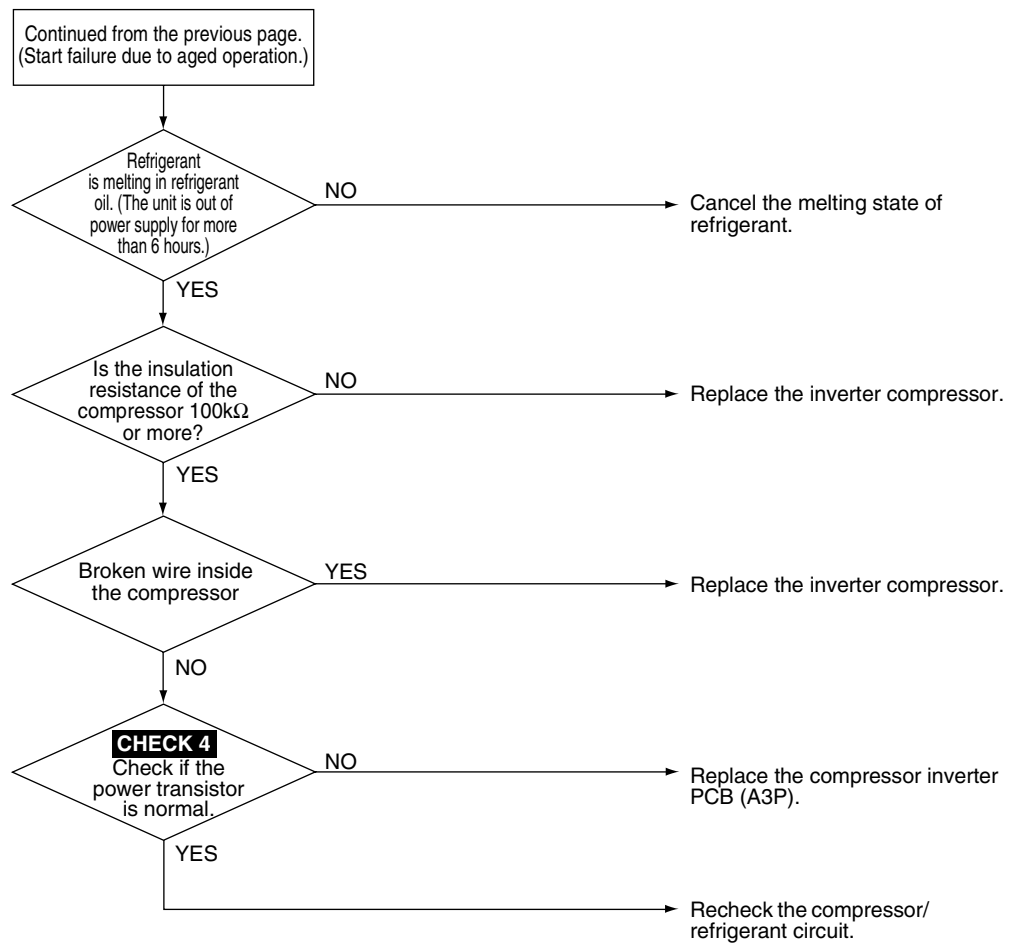 Continued from the previous page.
(Start failure due to aged operation.)
Refrigerant
is melting in refrigerant
oil. (The unit is out of
power supply for more
than 6 hours.)
NO
Cancel the melting state of
refrigerant.
YES
Is the insulation
resistance of the
compressor 100kΩ
or more?
NO
Replace the inverter compressor.
YES
Broken wire inside
the compressor
YES
Replace the inverter compressor.
NO
CHECK 4
Check if the
power transistor
is normal.
NO
Replace the compressor inverter
PCB (A3P).
YES
Recheck the compressor/
refrigerant circuit.